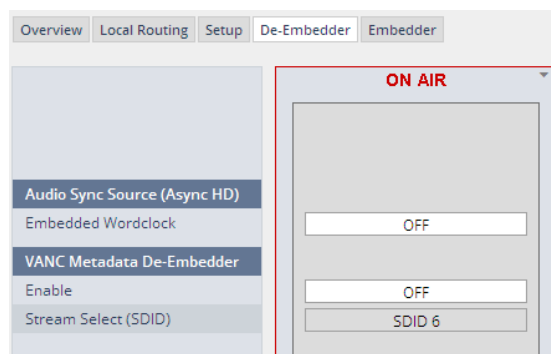 Overview Local Routing Setup De-Embedder Embedder
ON AIR
Audio Sync Source (Async HD)
Embedded Wordclock OFF
VANC Metadata De-Embedder
Enable OFF
Stream Select (SDID) SDID 6